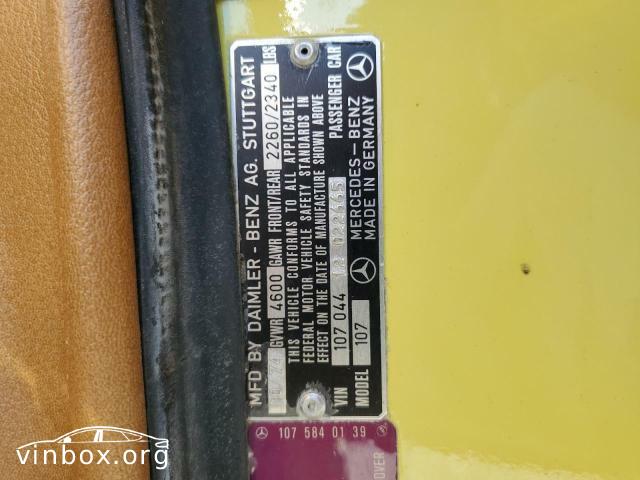 MFD BY DAIMLER - BENZ AG. STUTTGART
GVWR 4600 GAWR FRONT/REAR 2260/2340 LBS
THIS VEHICLE CONFORMS TO ALL APPLICABLE
FEDERAL MOTOR VEHICLE SAFETY STANDARDS IN
EFFECT ON THE DATE OF MANUFACTURE SHOWN ABOVE
VIN 107 044 PASSENGER CAR
MODEL 107 MERCEDES-BENZ
MADE IN GERMANY
107 584 01 39
OVER
vinbox.org